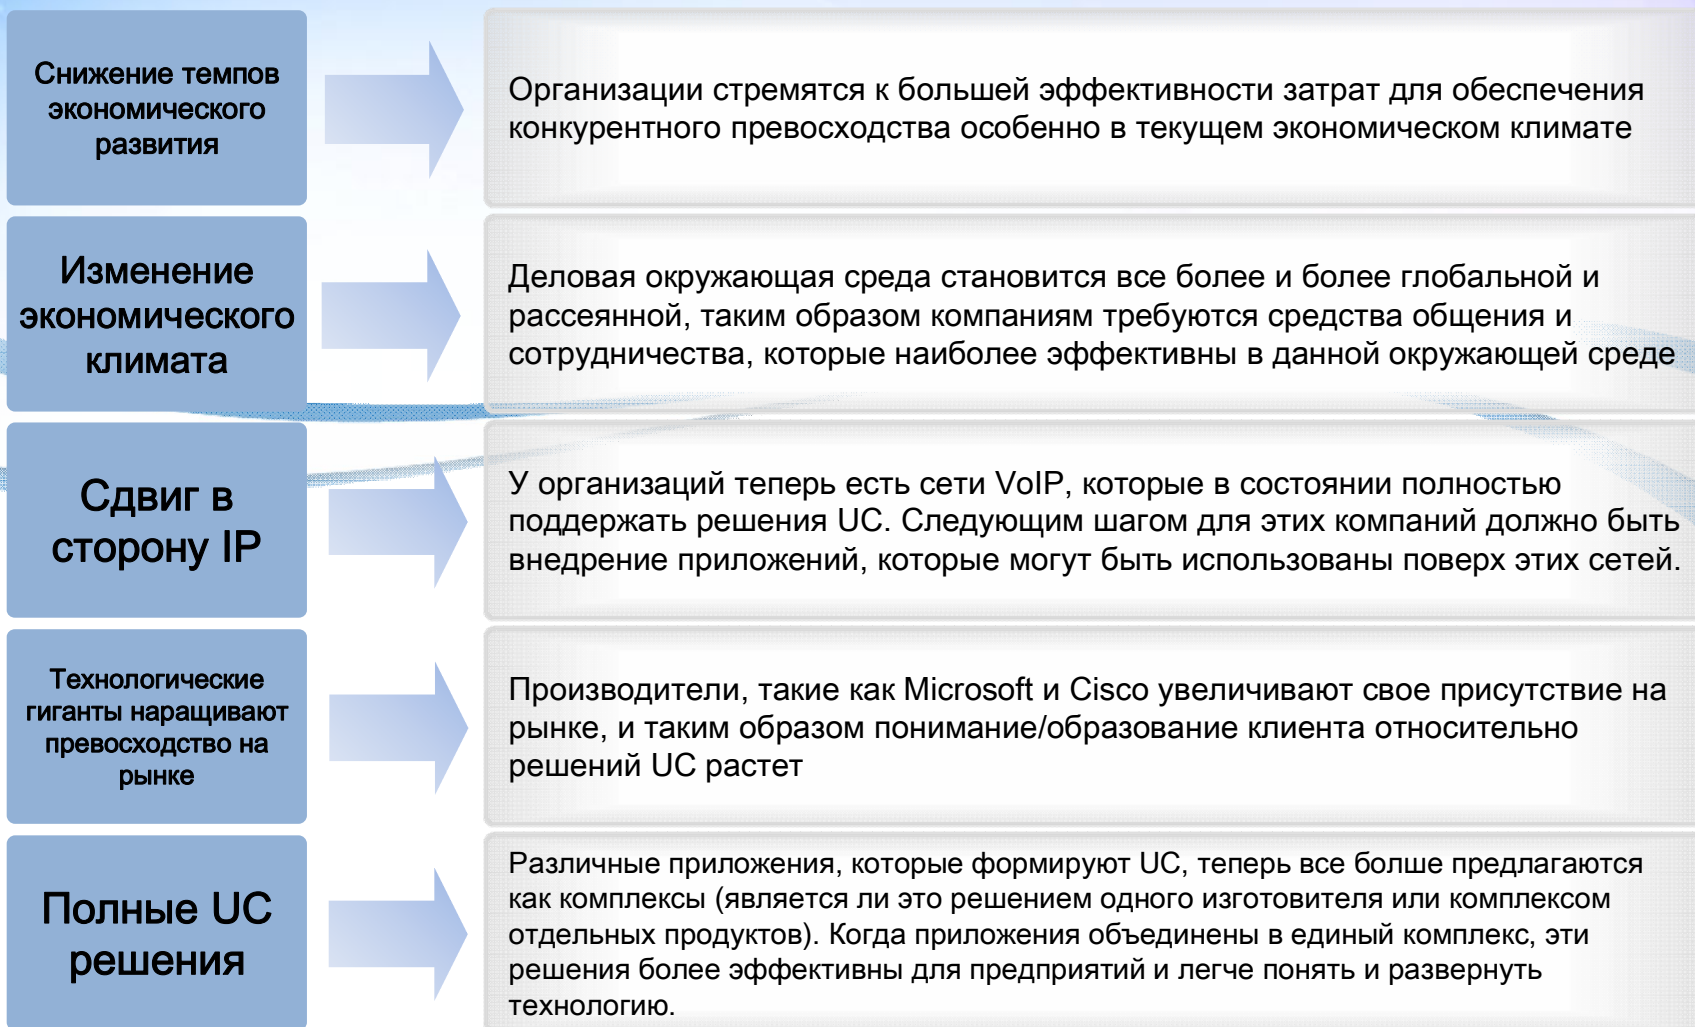 Снижение темпов
экономического
развития
Организации стремятся к большей эффективности затрат для обеспечения
конкурентного превосходства особенно в текущем экономическом климате
Изменение
экономического
климата
Деловая окружающая среда становится все более и более глобальной и
рассеянной, таким образом компаниям требуются средства общения и
сотрудничества, которые наиболее эффективны в данной окружающей среде
Сдвиг в
сторону IP
У организаций теперь есть сети VoIP, которые в состоянии полностью
поддержать решения UC. Следующим шагом для этих компаний должно быть
внедрение приложений, которые могут быть использованы поверх этих сетей.
Технологические
гиганты наращивают
превосходство на
рынке
Производители, такие как Microsoft и Cisco увеличивают свое присутствие на
рынке, и таким образом понимание/образование клиента относительно
решений UC растет
Полные UC
решения
Различные приложения, которые формируют UC, теперь все болше предлагаются
как комплексы (является ли это решением одного изготовителя или комплексом
отдельных продуктов). Когда приложения объединены в единый комплекс, эти
решения более эффективны для предприятий и легче понять и развернуть
технологию.